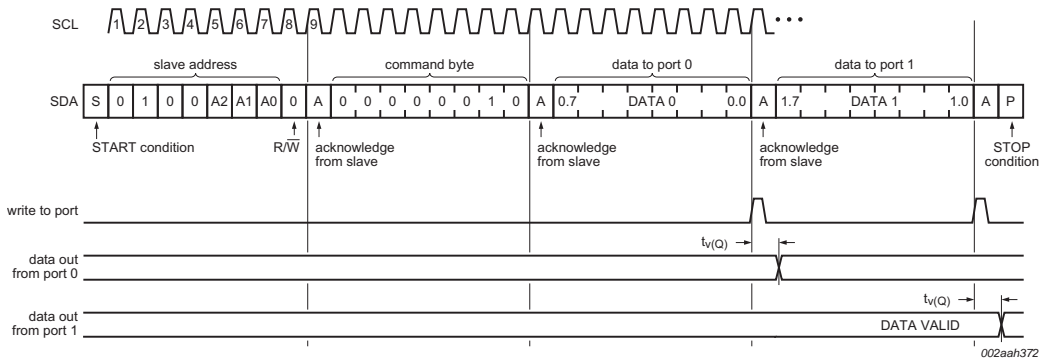 SCL 1 2 3 4 5 6 7 8 9 • • •
slave address command byte data to port 0 data to port 1
SDA S 0 1 0 0 A2 A1 A0 0 A 0 0 0 0 0 0 1 0 A 0.7 DATA 0 0.0 A 1.7 DATA 1 1.0 A P
START condition R/W̅ acknowledge from slave acknowledge from slave acknowledge from slave STOP condition
write to port
tv(Q)
data out
from port 0
tv(Q)
data out
from port 1 DATA VALID
002aah372